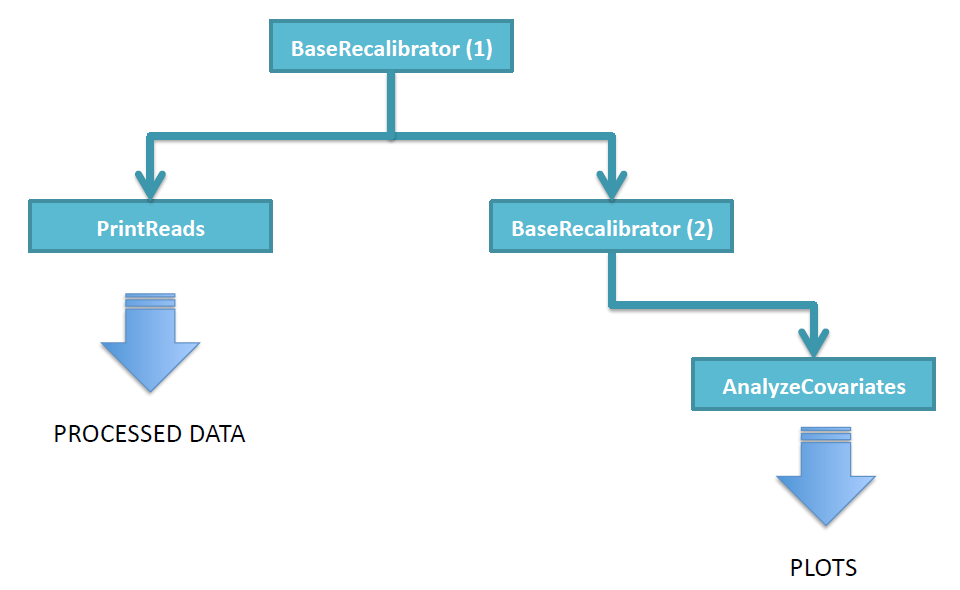 BaseRecalibrator (1)
PrintReads
BaseRecalibrator (2)
AnalyzeCovariates
PROCESSED DATA
PLOTS